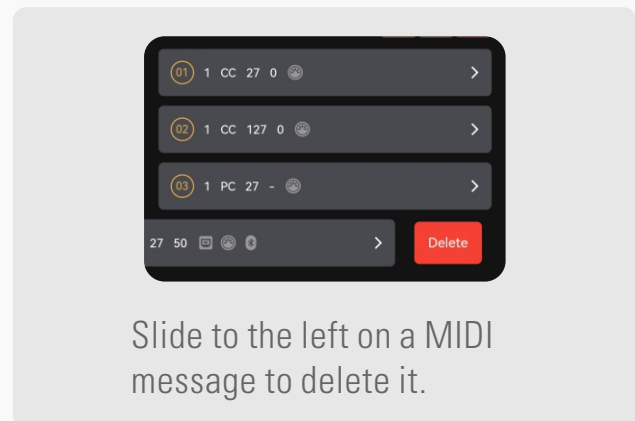 01 1 CC 27 0
02 1 CC 127 0
03 1 PC 27 -
27 50 Delete
Slide to the left on a MIDI
message to delete it.